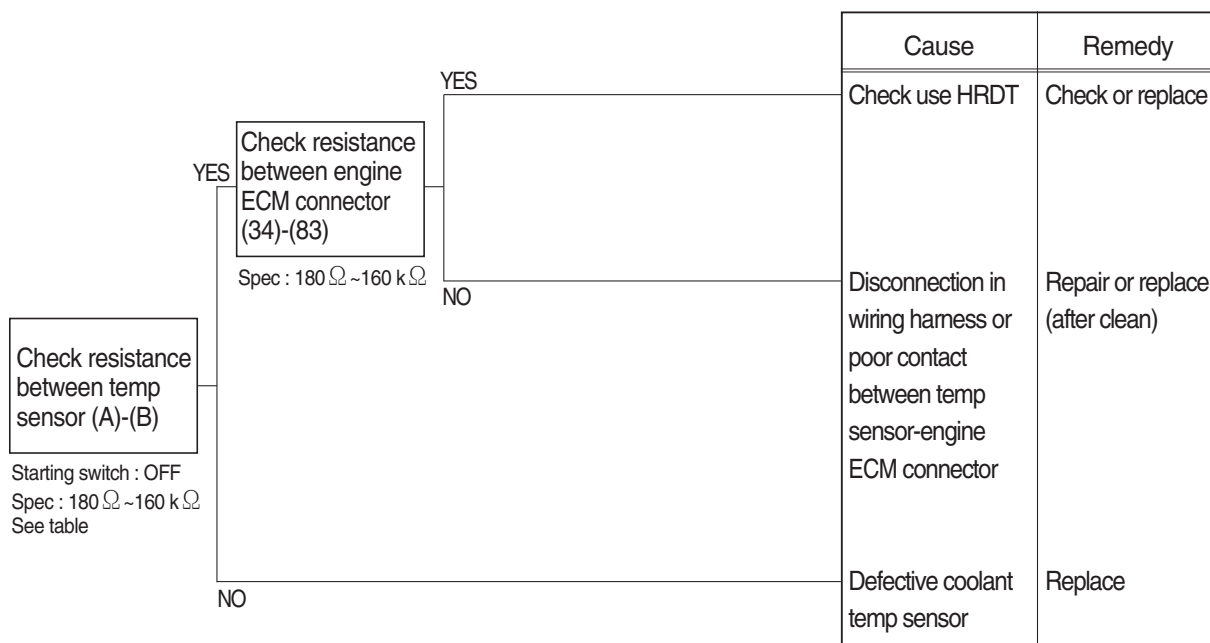 Cause Remedy
YES
Check use HRDT Check or replace
Check resistance
between engine
ECM connector
(34)-(83)
YES
Spec : 180 Ω ~160 k Ω
NO
Disconnection in
wiring harness or
poor contact
between temp
sensor-engine
ECM connector
Repair or replace
(after clean)
Check resistance
between temp
sensor (A)-(B)
Starting switch : OFF
Spec : 180 Ω ~160 k Ω
See table
NO
Defective coolant
temp sensor
Replace